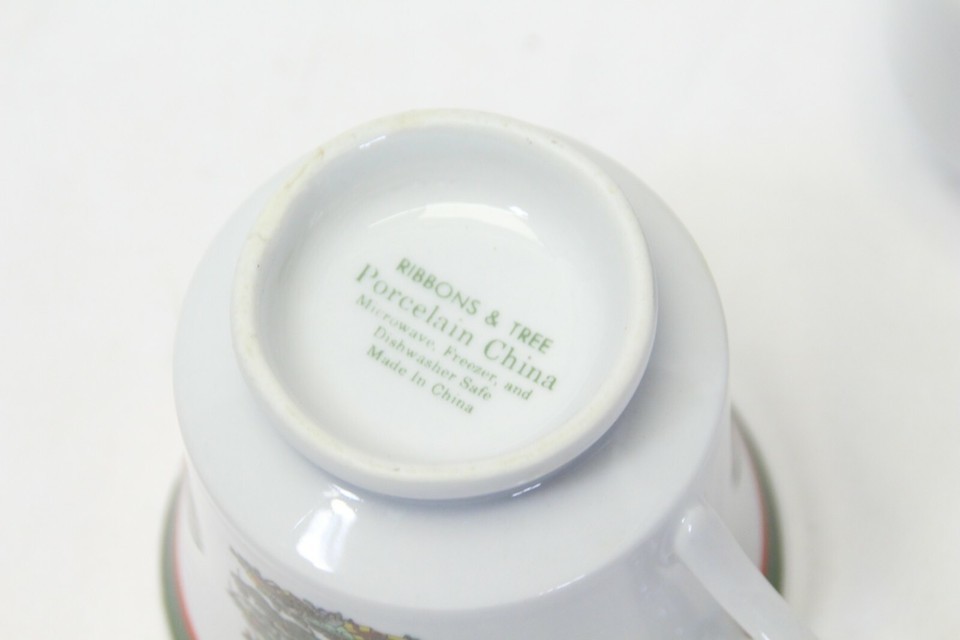 RIBBONS & TREE
Porcelain China
Microwave, Freezer, and
Dishwasher Safe
Made in China